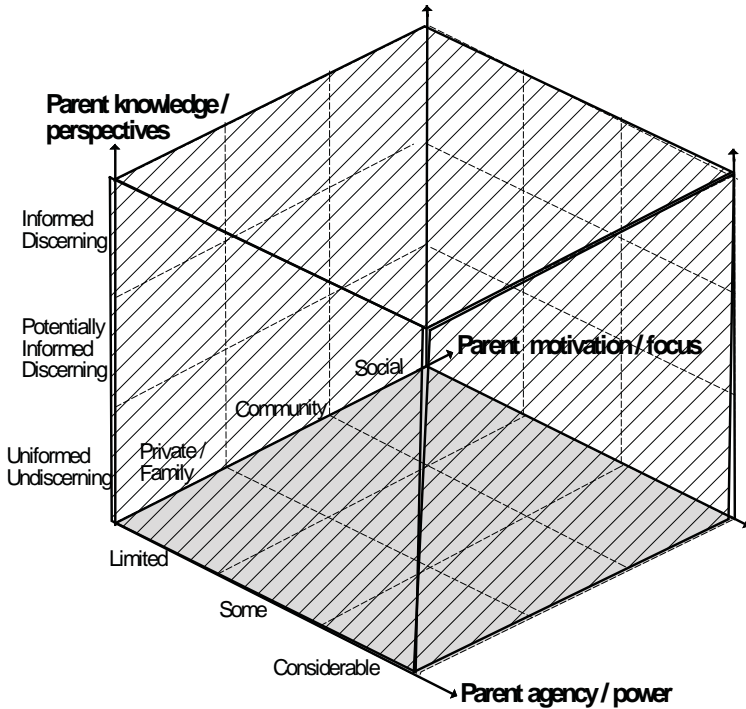 Parent knowledge /
perspectives
Informed
Discerning
Potentially
Informed
Discerning
Parent motivation / focus
Social
Community
Private /
Family
Uniformed
Undiscerning
Limited
Some
Considerable
Parent agency / power